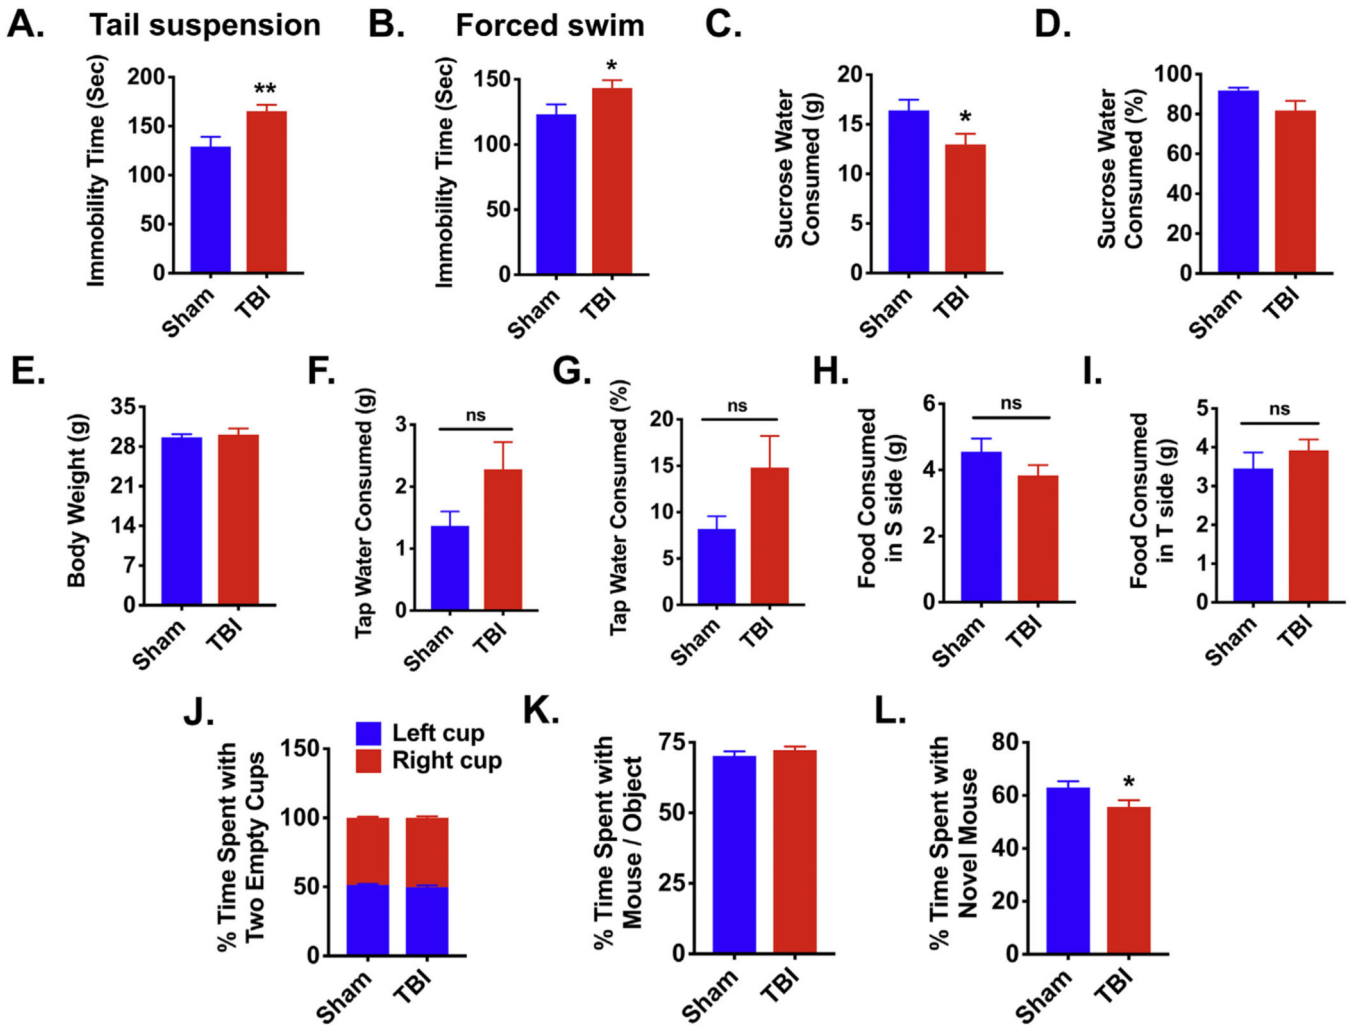 A. Tail suspension
Immobility Time (Sec)
200
150
100
50
0
**
Sham
TBI
B. Forced swim
Immobility Time (Sec)
150
100
50
0
*
Sham
TBI
C.
Sucrose Water
Consumed (g)
20
15
10
5
0
*
Sham
TBI
D.
Sucrose Water
Consumed (%)
100
80
60
40
20
0
Sham
TBI
E.
Body Weight (g)
35
28
21
14
7
0
Sham
TBI
F.
Tap Water Consumed (g)
3
2
1
0
ns
Sham
TBI
G.
Tap Water Consumed (%)
20
15
10
5
0
ns
Sham
TBI
H.
Food Consumed
in S side (g)
6
4
2
0
ns
Sham
TBI
I.
Food Consumed
in T side (g)
5
4
3
2
1
0
ns
Sham
TBI
J.
% Time Spent with
Two Empty Cups
150
100
50
0
Left cup
Right cup
Sham
TBI
K.
% Time Spent with
Mouse / Object
75
50
25
0
Sham
TBI
L.
% Time Spent with
Novel Mouse
80
60
40
20
0
*
Sham
TBI